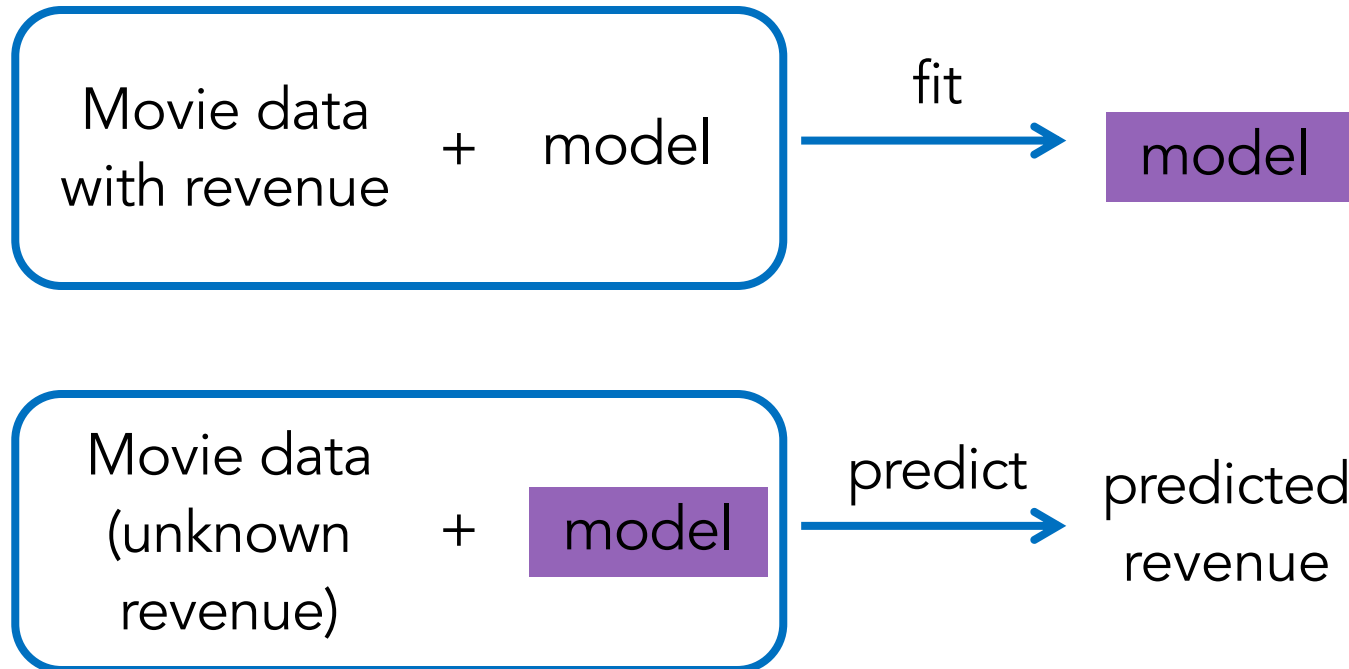 Movie data
with revenue
+
model
fit
model
Movie data
(unknown
revenue)
+
model
predict
predicted
revenue